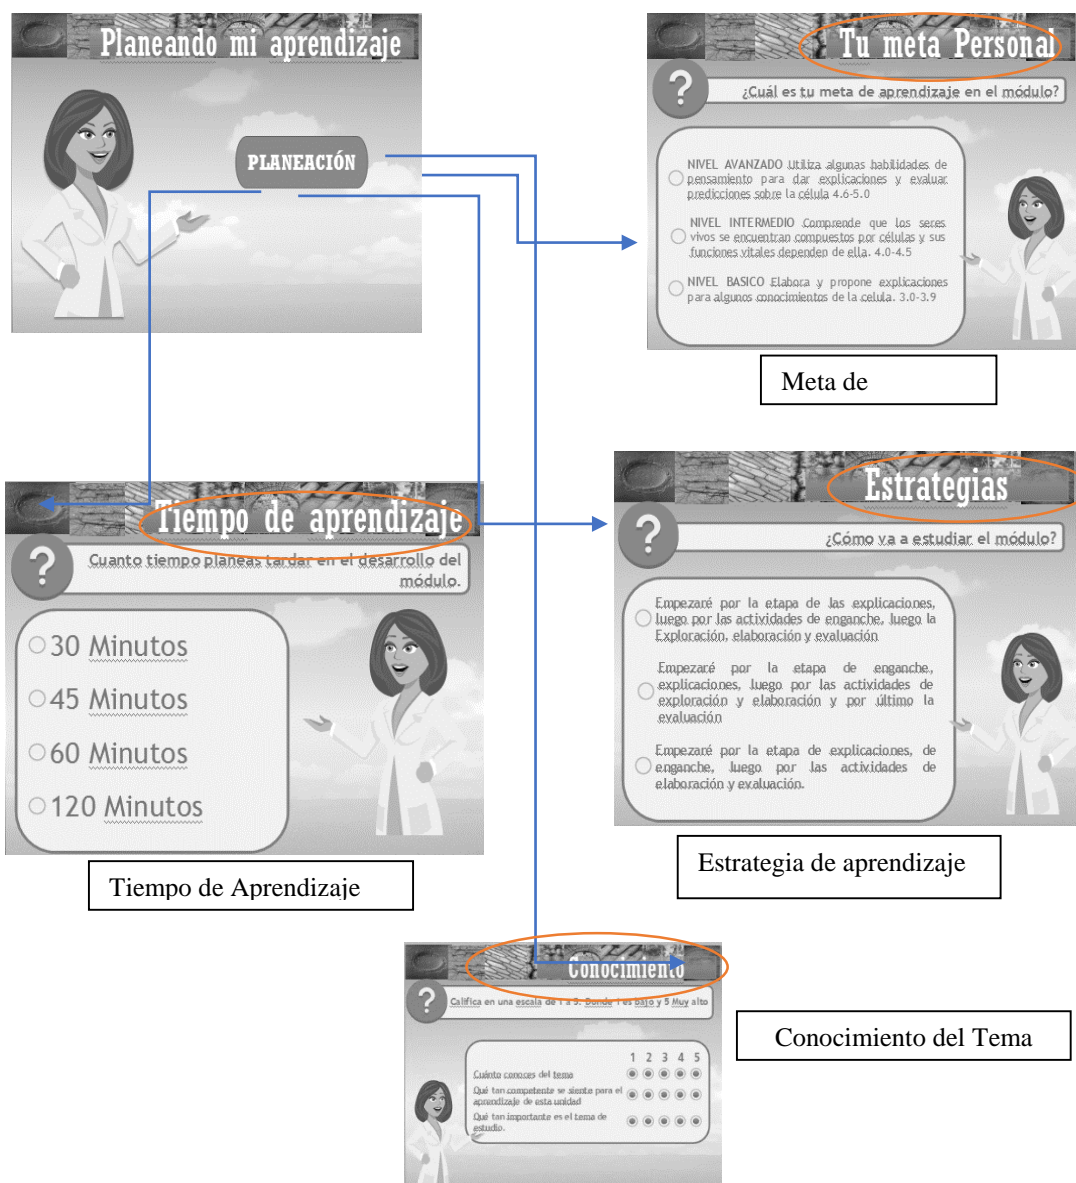 Planeando mi aprendizaje
PLANEACIÓN
Tu meta Personal
?
¿Cuál es tu meta de aprendizaje en el módulo?
NIVEL AVANZADO Utiliza algunas habilidades de
pensamiento para dar explicaciones y evaluar
predicciones sobre la célula 4.6-5.0
NIVEL INTERMEDIO Comprende que los seres
vivos se encuentran compuestos por células y sus
funciones vitales dependen de ella. 4.0-4.5
NIVEL BASICO Elabora y propone explicaciones
para algunos conocimientos de la celula. 3.0-3.9
Meta de
Tiempo de aprendizaje
?
Cuanto tiempo planeas tardar en el desarrollo del
módulo.
30 Minutos
45 Minutos
60 Minutos
120 Minutos
Tiempo de Aprendizaje
Estrategias
?
¿Cómo va a estudiar el módulo?
Empezaré por la etapa de las explicaciones,
luego por las actividades de enganche, luego la
Exploración, elaboración y evaluación
Empezaré por la etapa de enganche,
explicaciones, luego por las actividades de
exploración y elaboración y por último la
evaluación
Empezaré por la etapa de explicaciones, de
enganche, luego por las actividades de
elaboración y evaluación.
Estrategia de aprendizaje
Conocimiento
?
Califica en una escala de 1 a 5. Donde 1 es bajo y 5 Muy alto
1 2 3 4 5
Cuánto conoces del tema
Qué tan competente se siente para el
aprendizaje de esta unidad
Qué tan importante es el tema de
estudio.
Conocimiento del Tema